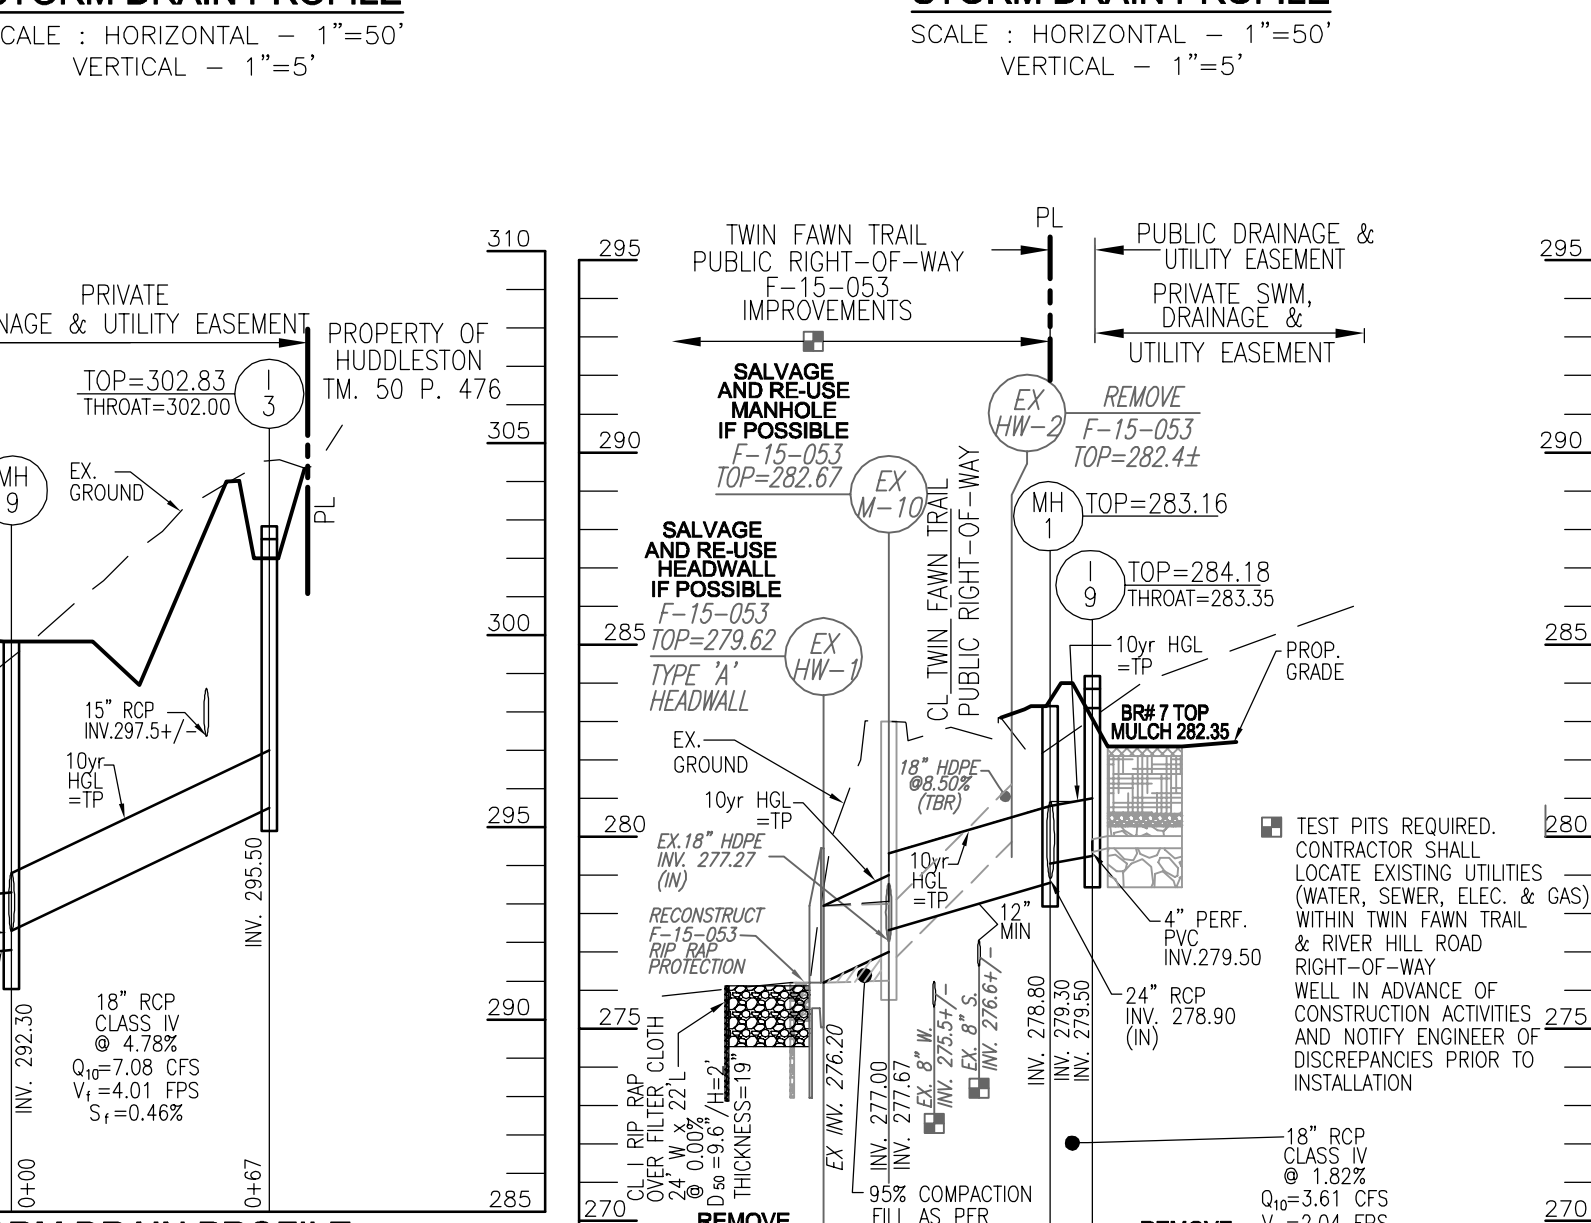 SCALE : HORIZONTAL – 1"=50'
VERTICAL – 1"=5'
STORM DRAIN PROFILE
SCALE : HORIZONTAL – 1"=50'
VERTICAL – 1"=5'
PRIVATE
NAGE & UTILITY EASEMENT
PROPERTY OF
HUDDLESTON
TM. 50 P. 476
TOP=302.83
THROAT=302.00
I
3
MH
9
EX.
GROUND
PL
15" RCP
INV.297.5+/-
10yr
HGL
=TP
INV. 292.30
INV. 295.50
18" RCP
CLASS IV
@ 4.78%
Q10=7.08 CFS
Vf=4.01 FPS
Sf=0.46%
0+00
0+67
310
305
300
295
290
285
295
290
285
280
275
270
TWIN FAWN TRAIL
PUBLIC RIGHT-OF-WAY
F-15-053
IMPROVEMENTS
PL
PUBLIC DRAINAGE &
UTILITY EASEMENT
PRIVATE SWM,
DRAINAGE &
UTILITY EASEMENT
SALVAGE
AND RE-USE
MANHOLE
IF POSSIBLE
F-15-053
TOP=282.67
EX
M-10
EX
HW-2
REMOVE
F-15-053
TOP=282.4±
SALVAGE
AND RE-USE
HEADWALL
IF POSSIBLE
F-15-053
TOP=279.62
TYPE 'A'
HEADWALL
EX
HW-1
CL TWIN FAWN TRAIL
PUBLIC RIGHT-OF-WAY
MH
1
TOP=283.16
I
9
TOP=284.18
THROAT=283.35
10yr HGL
=TP
PROP.
GRADE
BR# 7 TOP
MULCH 282.35
EX.
GROUND
18" HDPE
@8.50%
(TBR)
10yr HGL
=TP
EX.18" HDPE
INV. 277.27
(IN)
10yr
HGL
=TP
RECONSTRUCT
F-15-053
RIP RAP
PROTECTION
12"
MIN
4" PERF.
PVC
INV.279.50
24" RCP
INV. 278.90
(IN)
CL I RIP RAP
OVER FILTER CLOTH
24' W x 22'L
@ 0.00%
D50=9.6"/H=2'
THICKNESS=19"
EX INV. 276.20
INV. 277.00
INV. 277.67
EX. 8" W.
INV. 275.5+/-
EX. 8" S.
INV. 276.6+/-
INV. 278.80
INV. 279.30
INV. 279.50
TEST PITS REQUIRED.
CONTRACTOR SHALL
LOCATE EXISTING UTILITIES
(WATER, SEWER, ELEC. & GAS)
WITHIN TWIN FAWN TRAIL
& RIVER HILL ROAD
RIGHT-OF-WAY
WELL IN ADVANCE OF
CONSTRUCTION ACTIVITIES
AND NOTIFY ENGINEER OF
DISCREPANCIES PRIOR TO
INSTALLATION
18" RCP
CLASS IV
@ 1.82%
Q10=3.61 CFS
95% COMPACTION
FILL AS PER
REMOVE
REMOVE
295
290
285
280
275
270